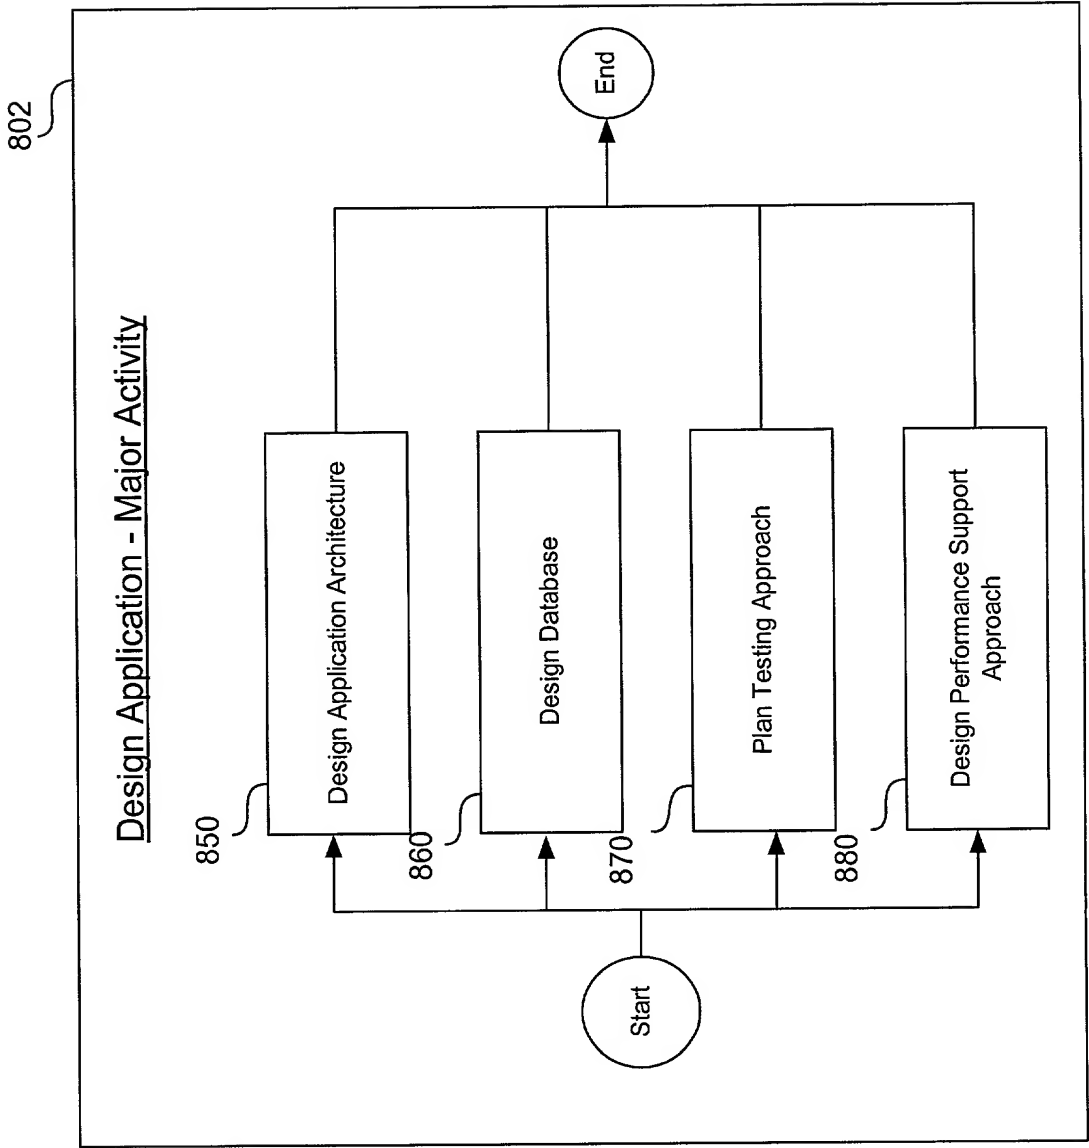 802
Design Application - Major Activity
850
Design Application Architecture
860
Design Database
870
Plan Testing Approach
880
Design Performance Support
Approach
Start
End